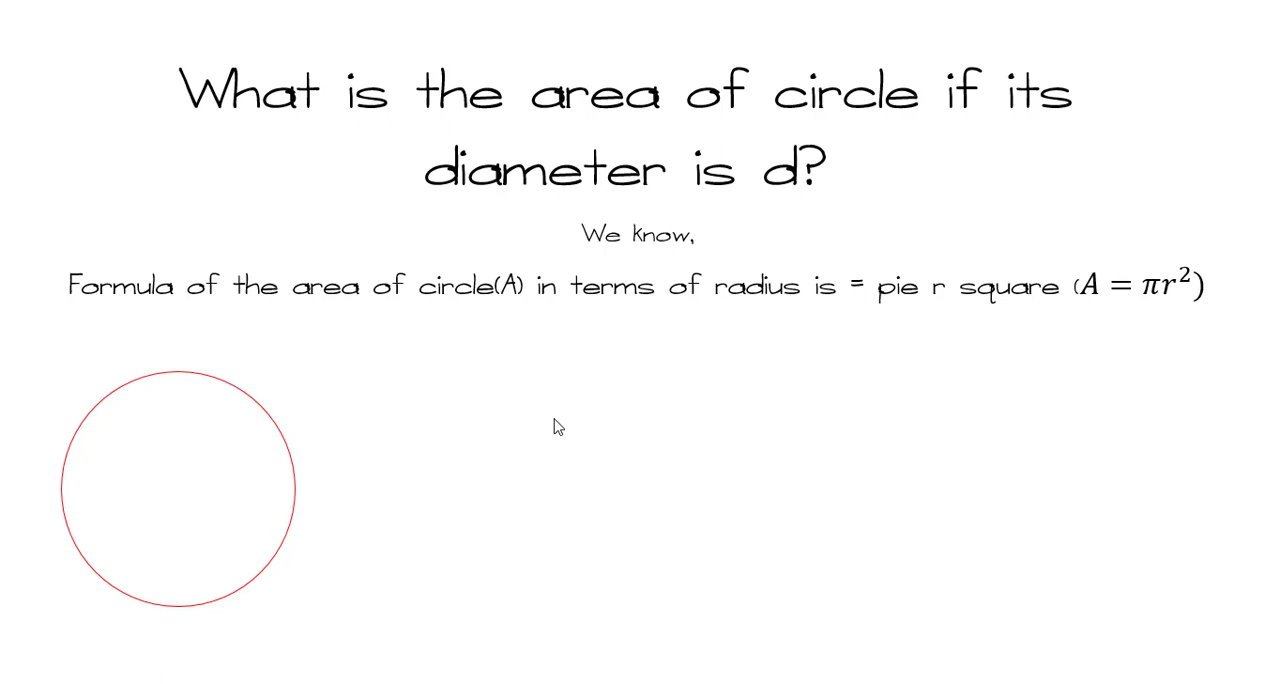 What is the area of circle if its
diameter is d?
We know,
Formula of the area of circle(A) in terms of radius is = pie r square (𝐴 = 𝜋𝑟²)